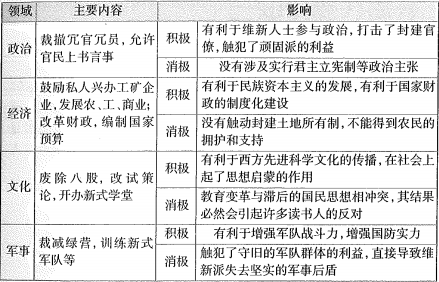 领域 主要内容 影响
政治 裁撤冗官冗员，允许
官民上书言事
积极 有利于维新人士参与政治，打击了封建官
僚，触犯了顽固派的利益
消极 没有涉及实行君主立宪制等政治主张
经济 鼓励私人兴办工矿企
业，发展农、工、商业；
改革财政，编制国家
预算
积极 有利于民族资本主义的发展，有利于国家财
政的制度化建设
消极 没有触动封建土地所有制，不能得到农民的
拥护和支持
文化 废除八股，改试策
论，开办新式学堂
积极 有利于西方先进科学文化的传播，在社会上
起了思想启蒙的作用
消极 教育变革与滞后的国民思想相冲突，其结果
必然会引起许多读书人的反对
军事 裁减绿营，训练新式
军队等
积极 有利于增强军队战斗力，增强国防实力
消极 触犯了守旧的军队群体的利益，直接导致维
新派失去坚实的军事后盾